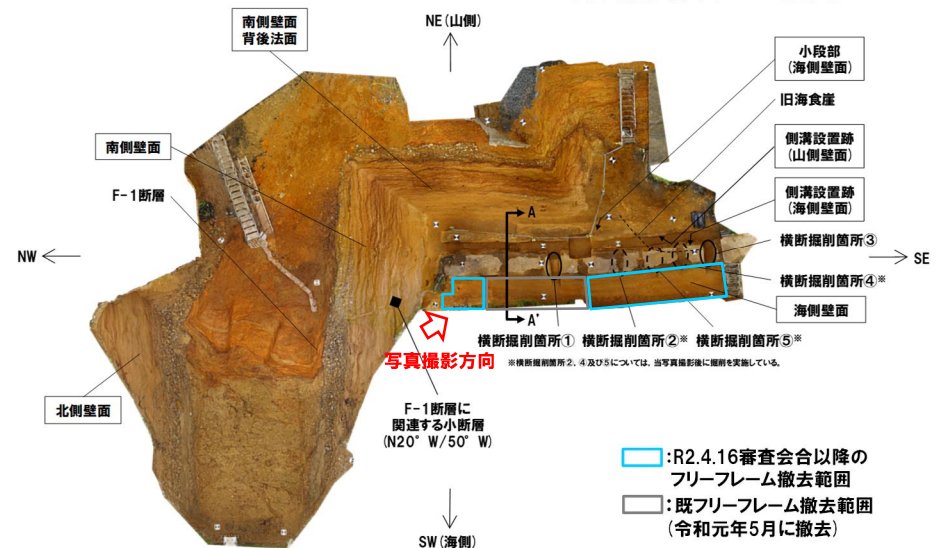 南側壁面
背後法面
NE(山側)
小段部
(海側壁面)
旧海食崖
南側壁面
側溝設置跡
(山側壁面)
F-1断層
側溝設置跡
(海側壁面)
A
横断掘削箇所③
NW
SE
横断掘削箇所④※
海側壁面
A'
横断掘削箇所① 横断掘削箇所②※ 横断掘削箇所⑤※
写真撮影方向
※横断掘削箇所②、④及び⑤については、当写真撮影後に掘削を実施している。
北側壁面
F-1断層に
関連する小断層
(N20°W/50°W)
:R2.4.16審査会合以降の
フリーフレーム撤去範囲
:既フリーフレーム撤去範囲
(令和元年5月に撤去)
SW(海側)